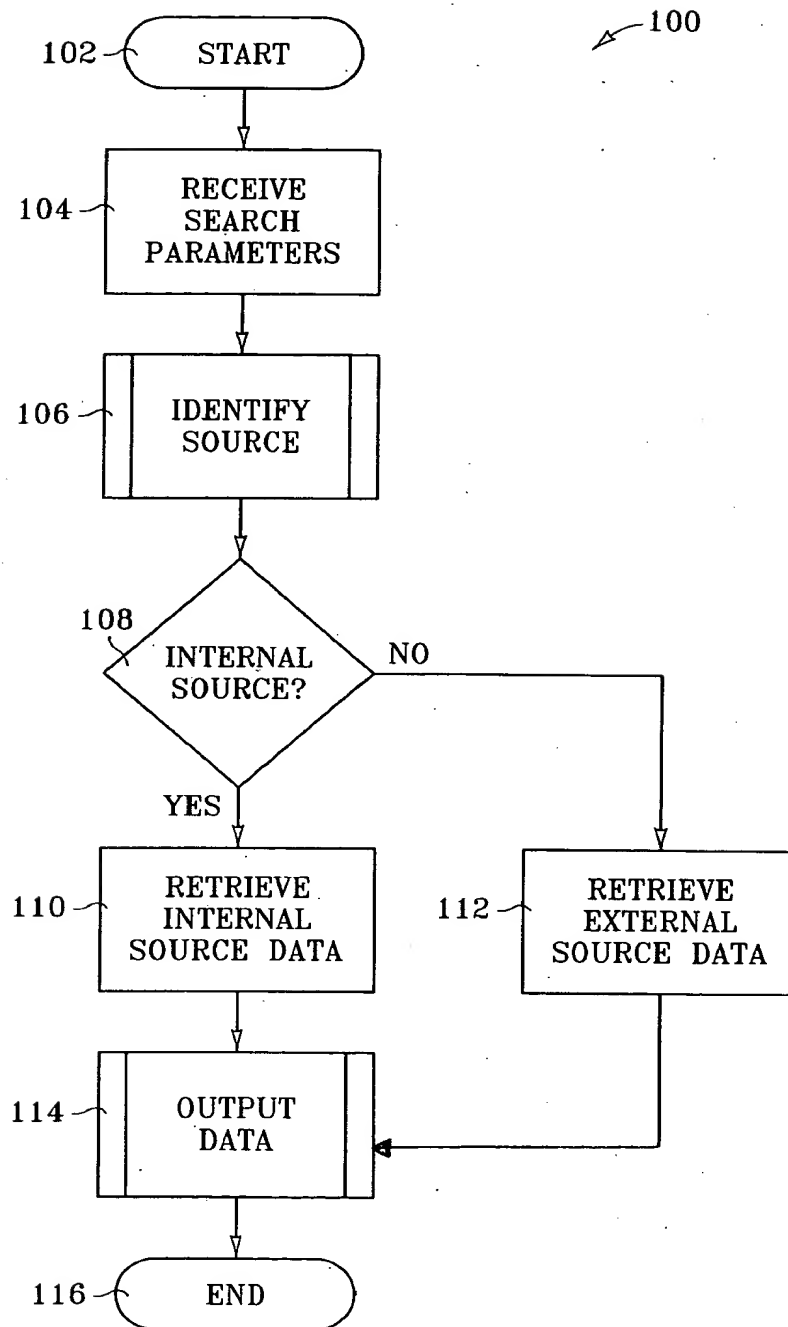 100
102
START
104
RECEIVE
SEARCH
PARAMETERS
106
IDENTIFY
SOURCE
108
INTERNAL
SOURCE?
NO
YES
110
RETRIEVE
INTERNAL
SOURCE DATA
112
RETRIEVE
EXTERNAL
SOURCE DATA
114
OUTPUT
DATA
116
END